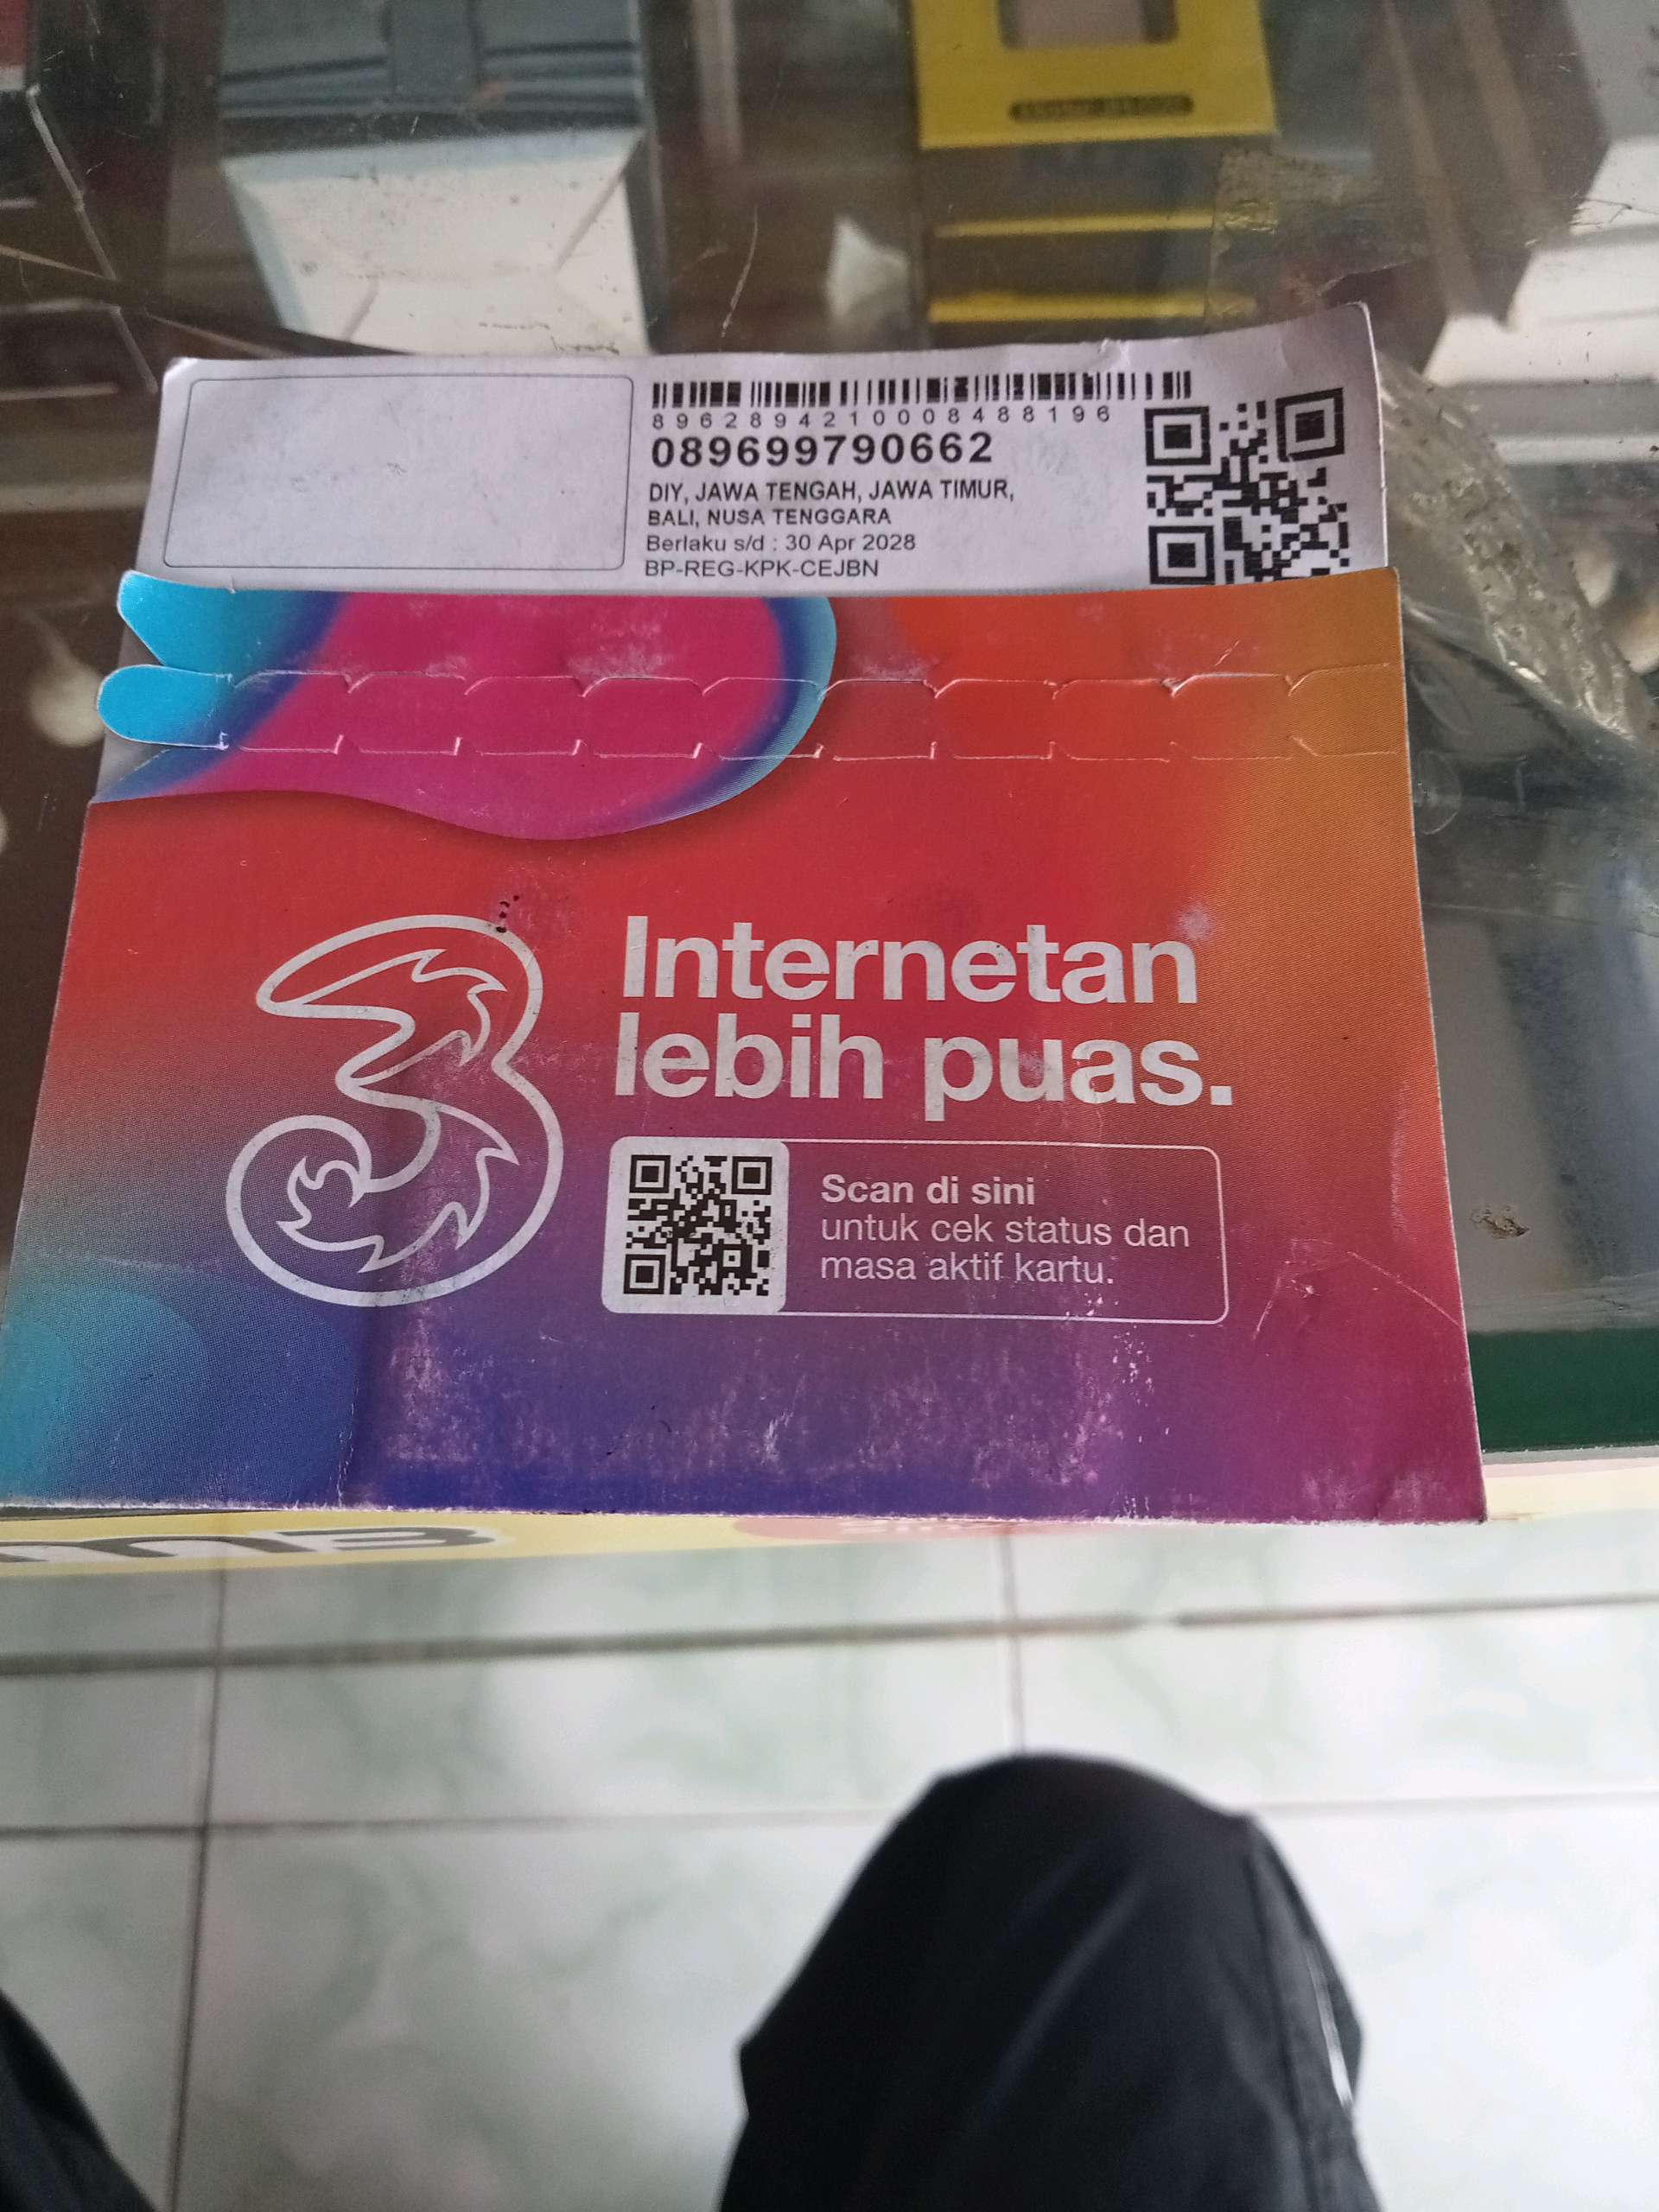 8962894210008488196
089699790662
DIY, JAWA TENGAH, JAWA TIMUR,
BALI, NUSA TENGGARA
Berlaku s/d : 30 Apr 2028
BP-REG-KPK-CEJBN
3
Internetan
lebih puas.
Scan di sini
untuk cek status dan
masa aktif kartu.